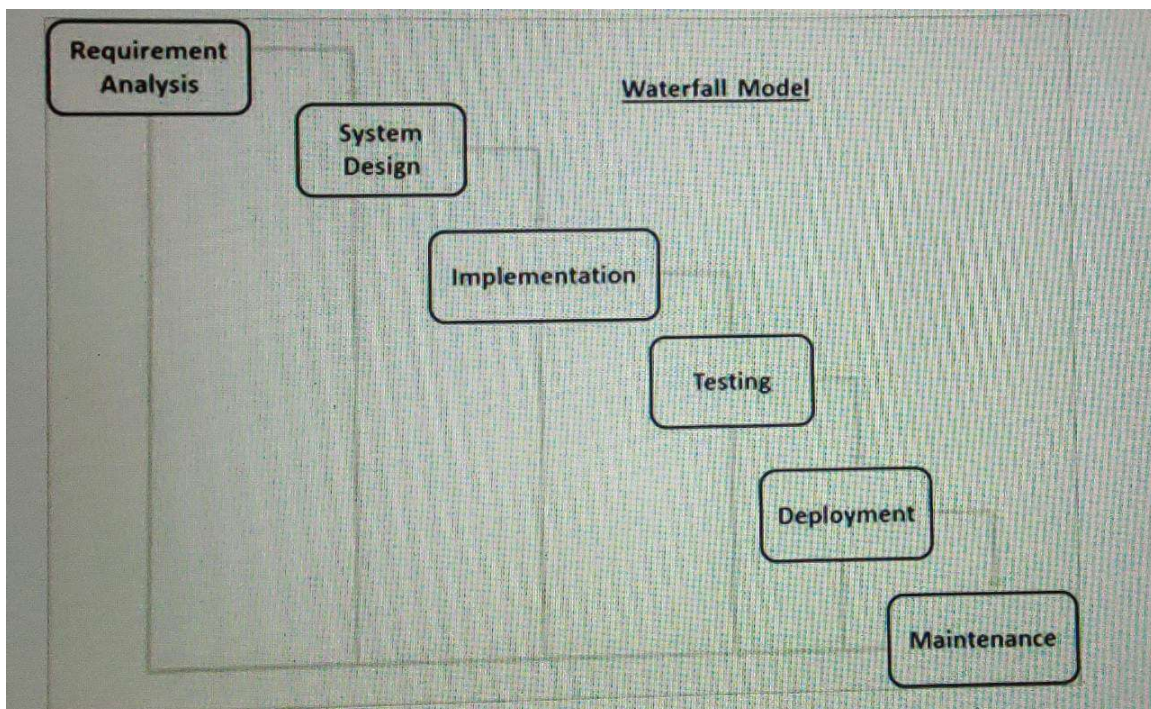 Requirement
Analysis
Waterfall Model
System
Design
Implementation
Testing
Deployment
Maintenance